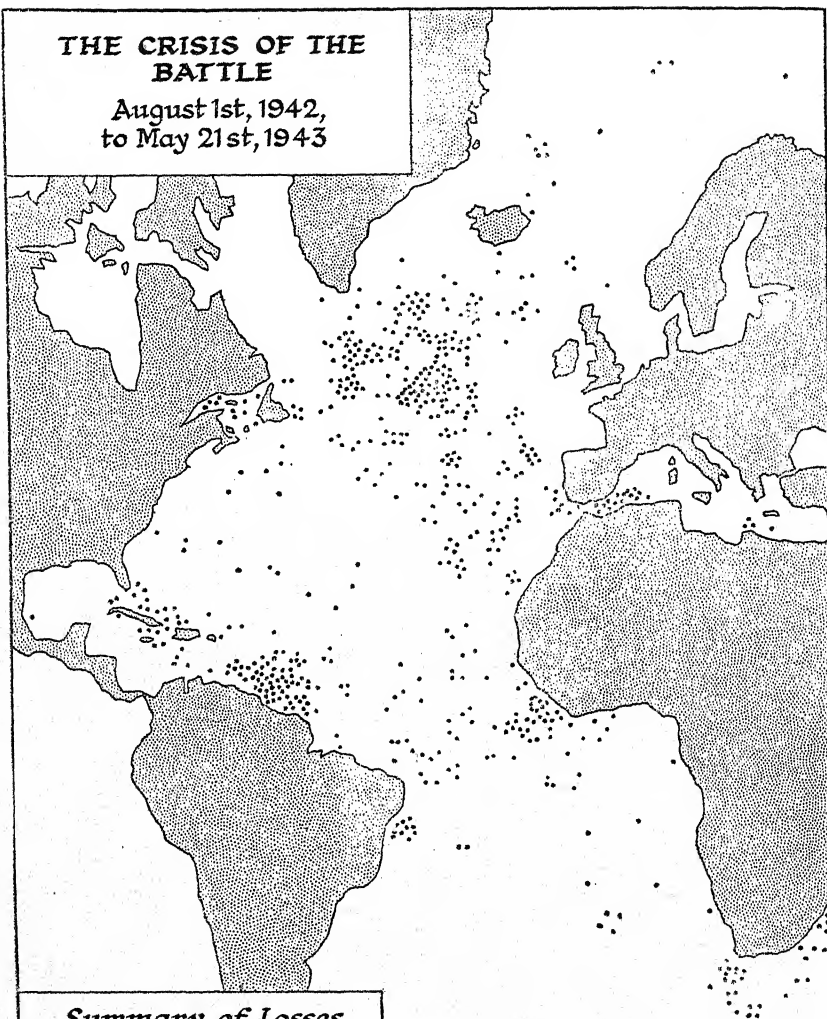 THE CRISIS OF THE
BATTLE
August 1st, 1942,
to May 21st, 1943
Summary of Losses